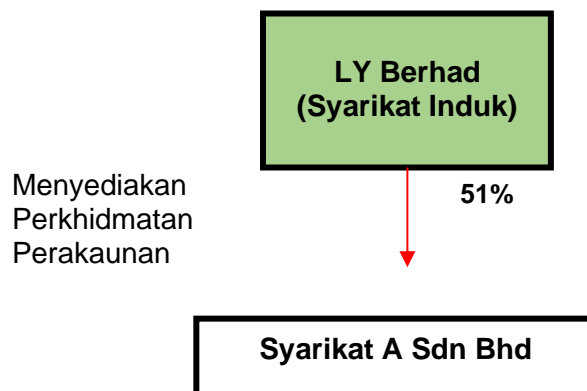 LY Berhad
(Syarikat Induk)
Menyediakan
Perkhidmatan
Perakaunan
51%
Syarikat A Sdn Bhd